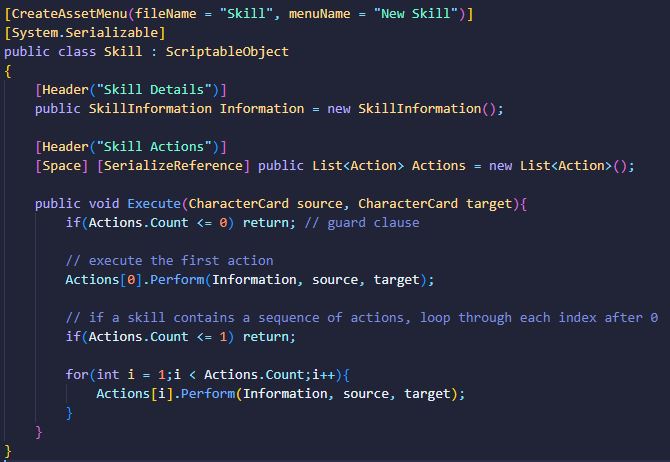 [CreateAssetMenu(fileName = "Skill", menuName = "New Skill")]
[System.Serializable]
public class Skill : ScriptableObject
{
    [Header("Skill Details")]
    public SkillInformation Information = new SkillInformation();

    [Header("Skill Actions")]
    [Space] [SerializeReference] public List<Action> Actions = new List<Action>();

    public void Execute(CharacterCard source, CharacterCard target){
        if(Actions.Count <= 0) return; // guard clause

        // execute the first action
        Actions[0].Perform(Information, source, target);

        // if a skill contains a sequence of actions, loop through each index after 0
        if(Actions.Count <= 1) return;

        for(int i = 1;i < Actions.Count;i++){
            Actions[i].Perform(Information, source, target);
        }
    }
}